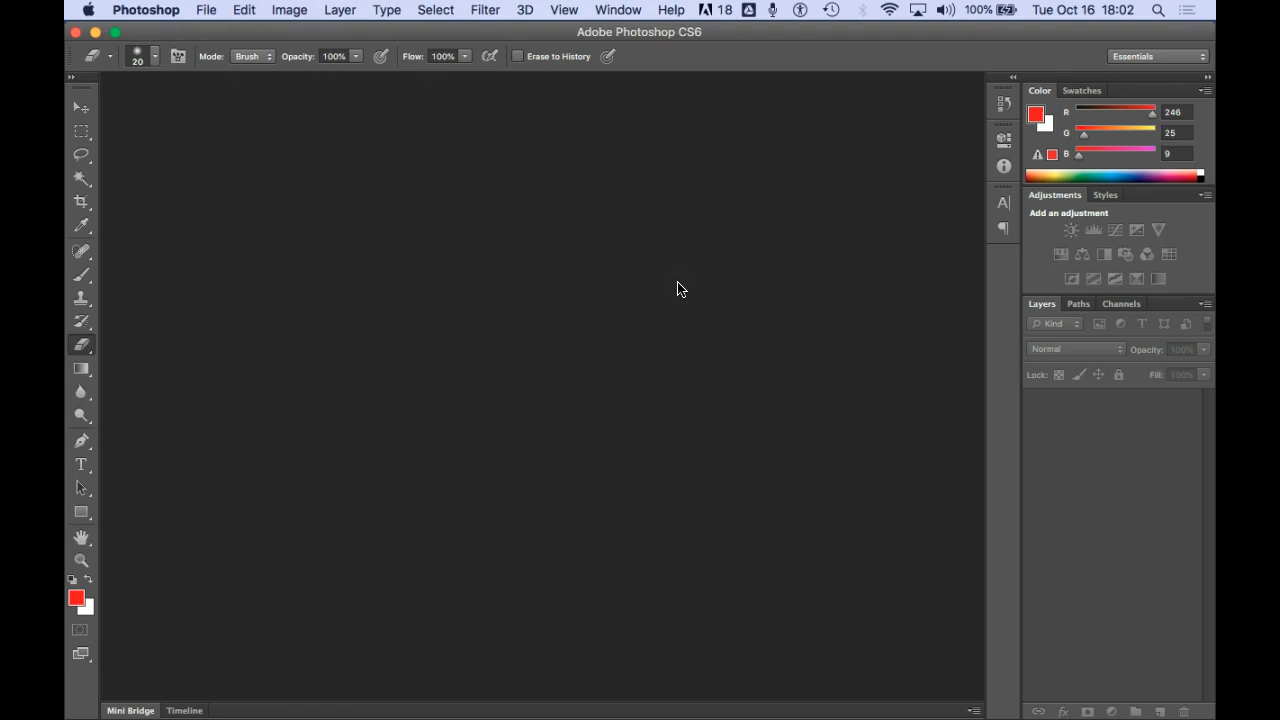 Photoshop File Edit Image Layer Type Select Filter 3D View Window Help 18 100% Tue Oct 16 18:02
Adobe Photoshop CS6
20 Mode: Brush Opacity: 100% Flow: 100% Erase to History Essentials
Color Swatches
R 246
G 25
B 9
Adjustments Styles
Add an adjustment
Layers Paths Channels
Kind
Normal Opacity: 100%
Lock: Fill: 100%
Mini Bridge Timeline